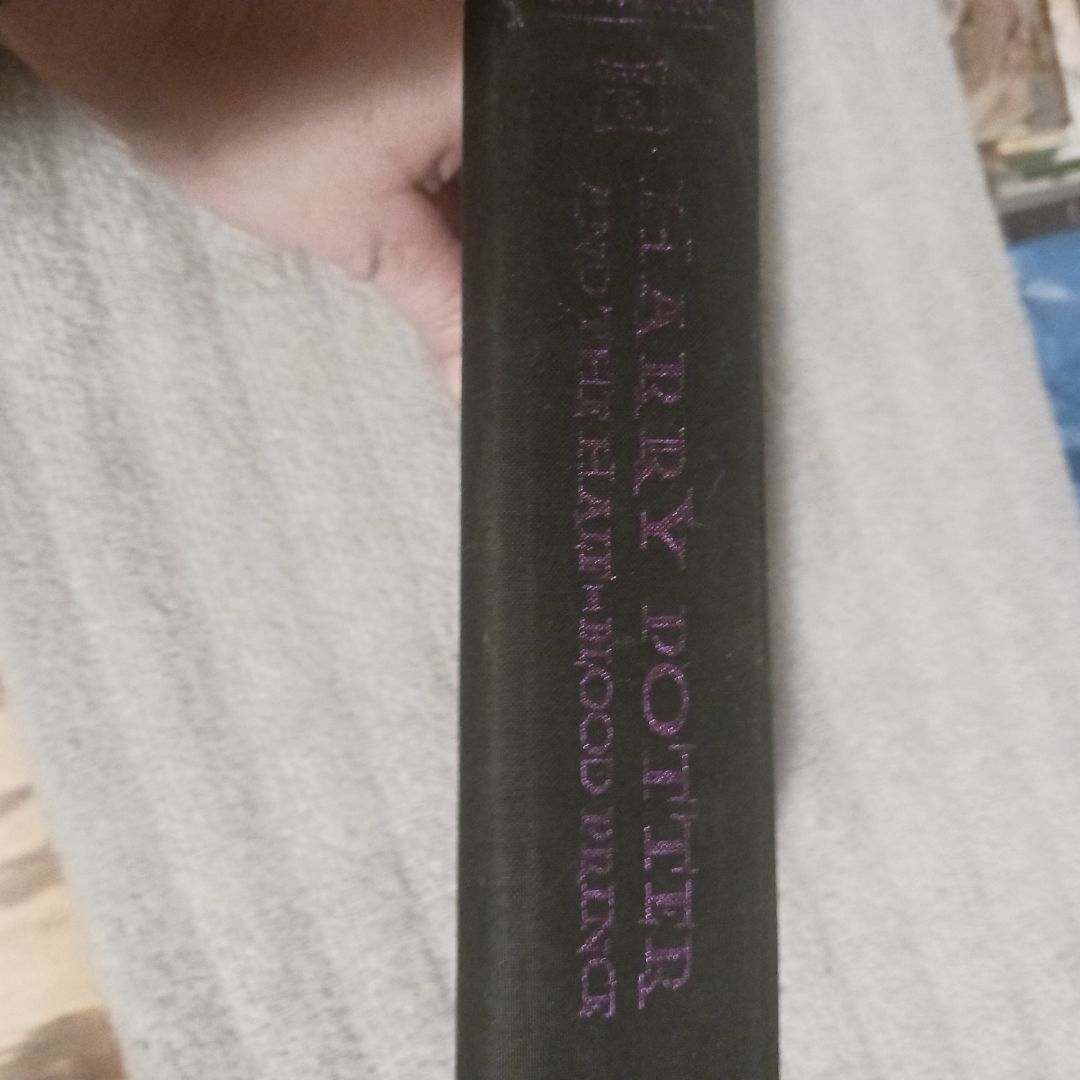 HARRY POTTER
AND THE HALF-BLOOD PRINCE